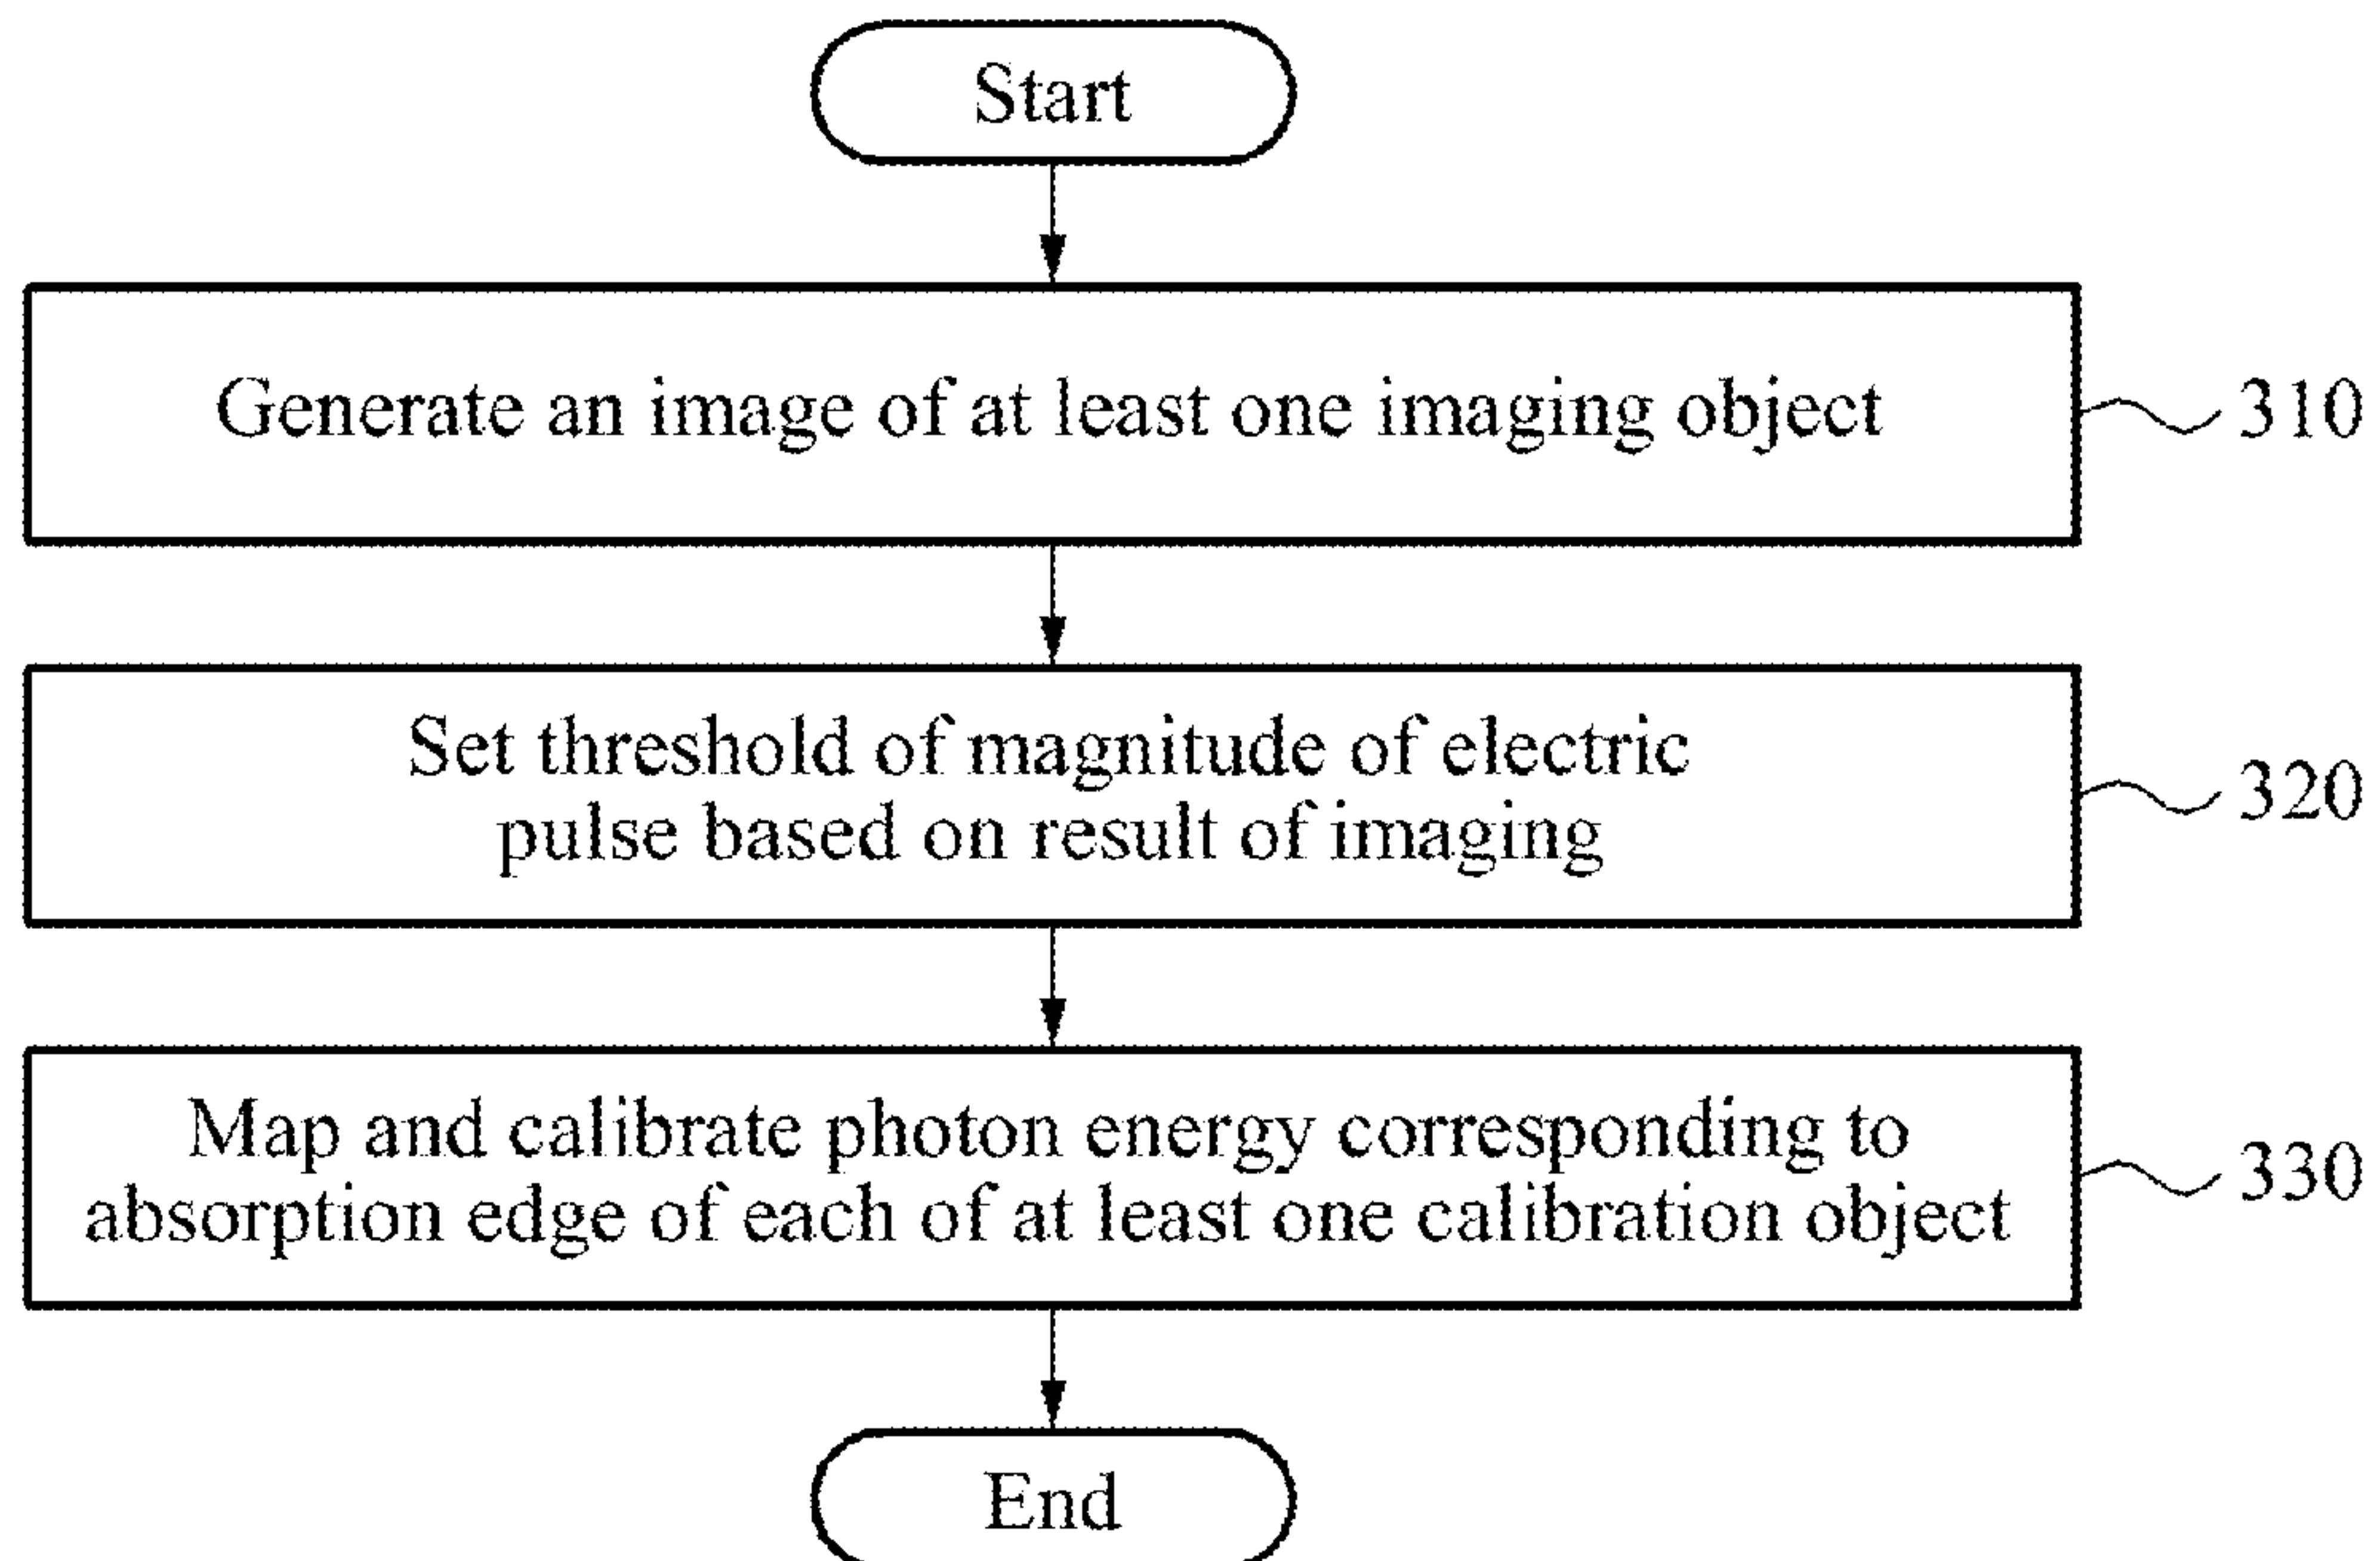 Start
Generate an image of at least one imaging object
310
Set threshold of magnitude of electric
pulse based on result of imaging
320
Map and calibrate photon energy corresponding to
absorption edge of each of at least one calibration object
330
End